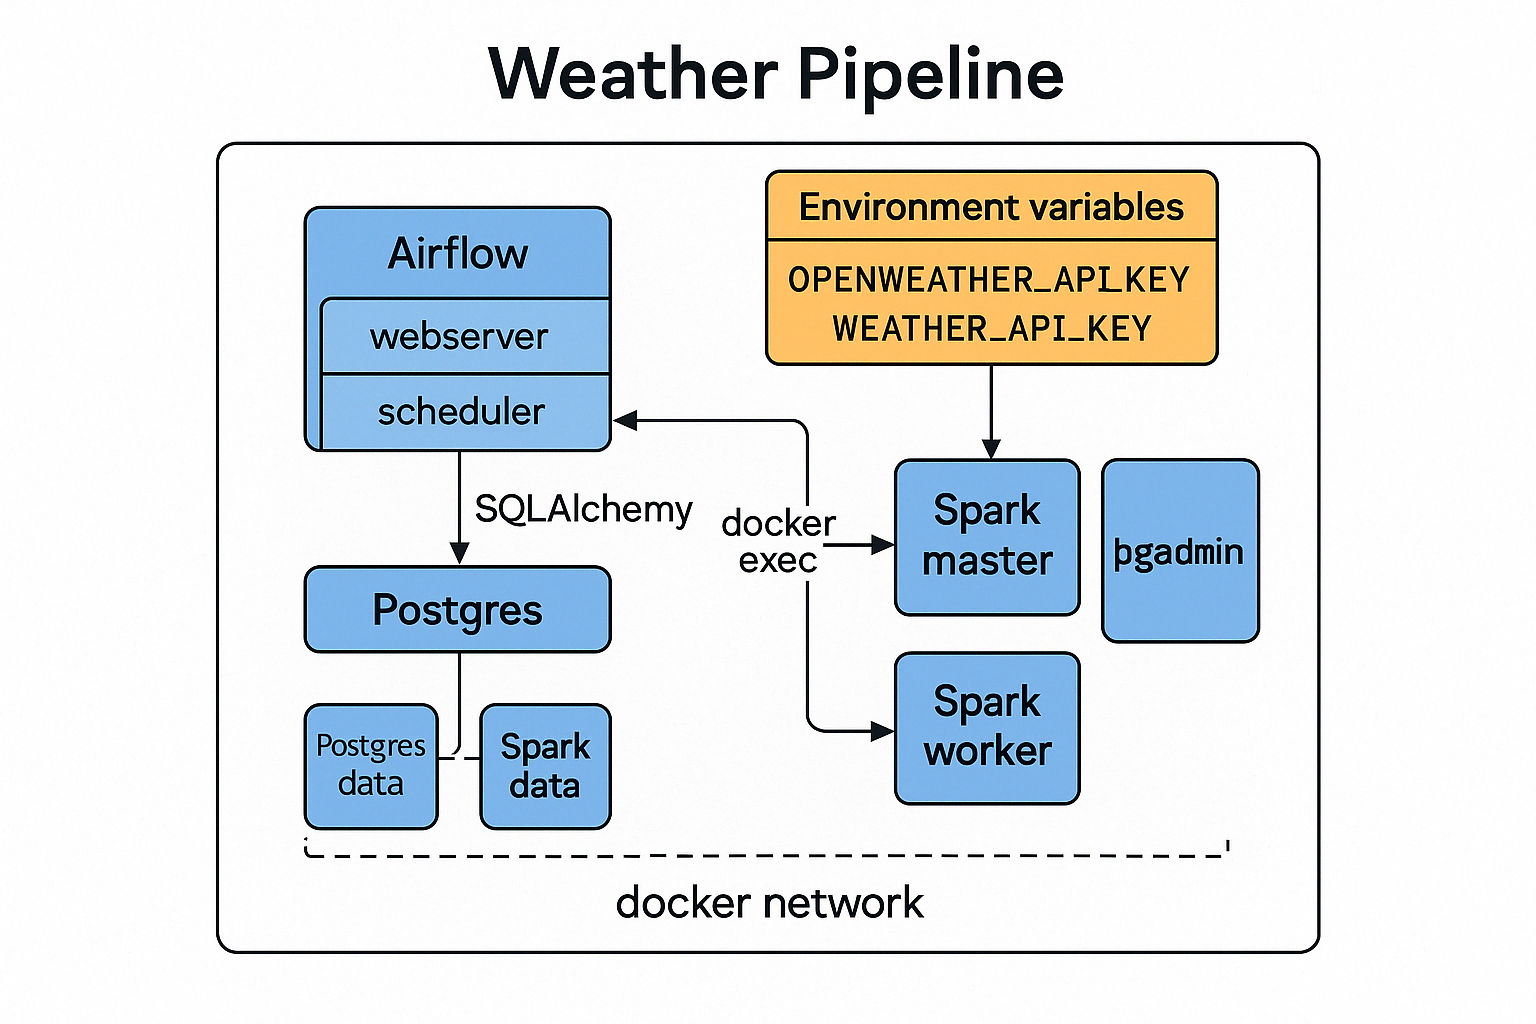 Weather Pipeline
Airflow
webserver
scheduler
Environment variables
OPENWEATHER_API_KEY
WEATHER_API_KEY
SQLAlchemy
docker
exec
Spark
master
þgadmin
Postgres
Spark
worker
Postgres
data
Spark
data
docker network